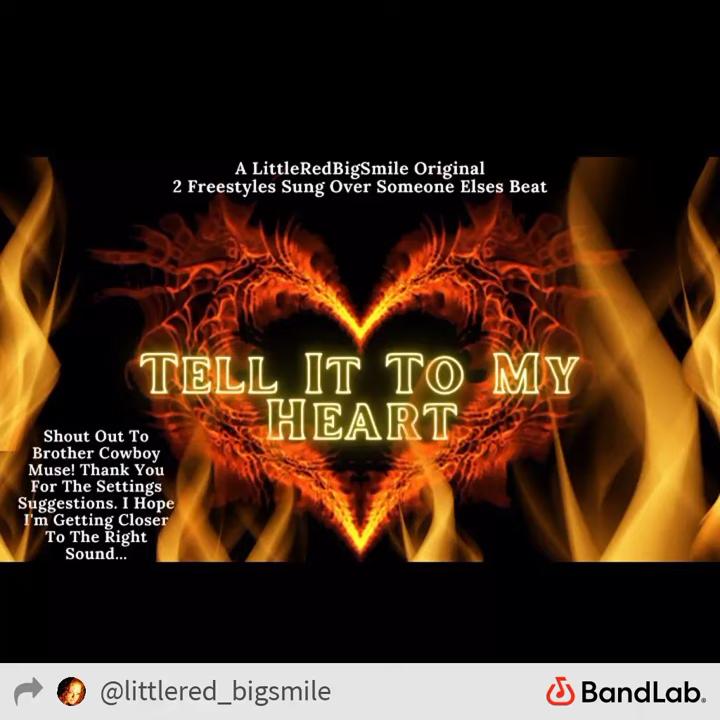 A LittleRedBigSmile Original
2 Freestyles Sung Over Someone Elses Beat
Tell It To My
Heart
Shout Out To
Brother Cowboy
Muse! Thank You
For The Settings
Suggestions. I Hope
I'm Getting Closer
To The Right
Sound...
@littlered_bigsmile
BandLab.